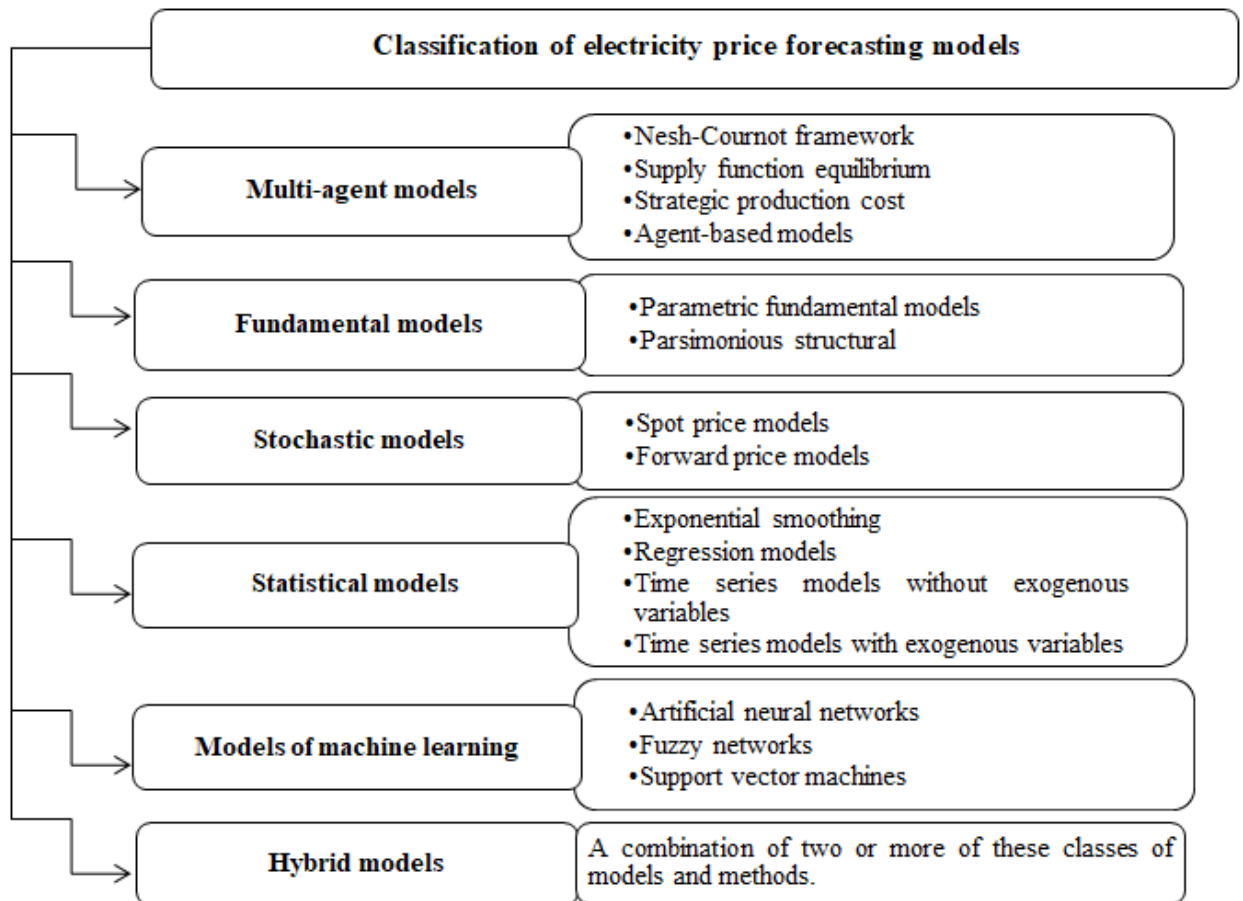 Classification of electricity price forecasting models
Multi-agent models
•Nesh-Cournot framework
•Supply function equilibrium
•Strategic production cost
•Agent-based models
Fundamental models
•Parametric fundamental models
•Parsimonious structural
Stochastic models
•Spot price models
•Forward price models
Statistical models
•Exponential smoothing
•Regression models
•Time series models without exogenous
variables
•Time series models with exogenous variables
Models of machine learning
•Artificial neural networks
•Fuzzy networks
•Support vector machines
Hybrid models
A combination of two or more of these classes of
models and methods.